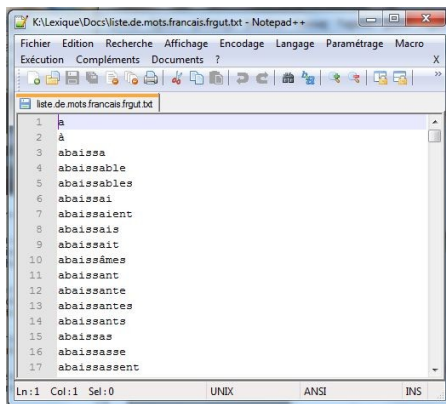 K:\Lexique\Docs\liste.de.mots.francais.frgut.txt - Notepad++
Fichier Edition Recherche Affichage Encodage Langage Paramétrage Macro
Exécution Compléments Documents ? X
liste.de.mots.francais.frgut.txt
1 a
2 à
3 abaissa
4 abaissable
5 abaissables
6 abaissai
7 abaissaient
8 abaissais
9 abaissait
10 abaissâmes
11 abaissant
12 abaissante
13 abaissantes
14 abaissants
15 abaissas
16 abaissasse
17 abaissassent
Ln:1 Col:1 Sel:0 UNIX ANSI INS